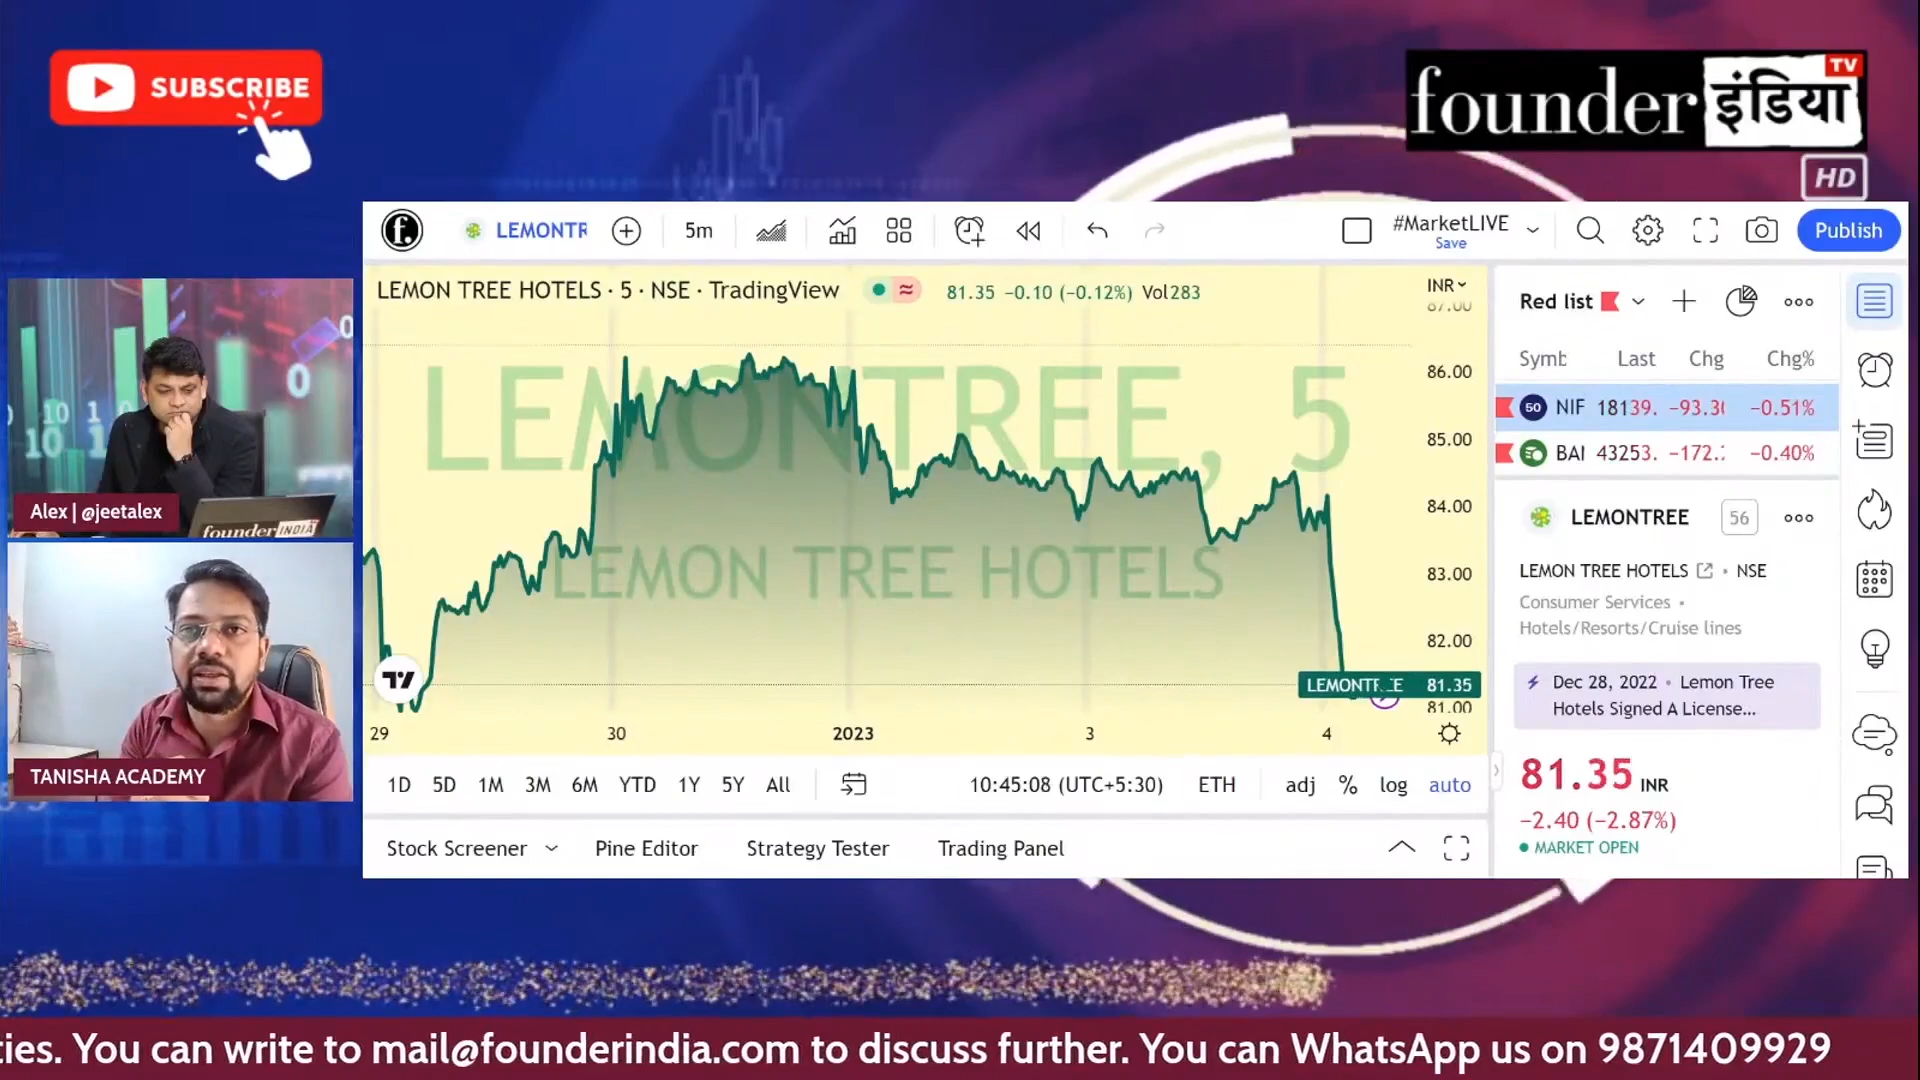 SUBSCRIBE
founder इंडिया TV
HD
LEMONTR
5m
#MarketLIVE
Save
Publish
LEMON TREE HOTELS · 5 · NSE · TradingView
81.35 −0.10 (−0.12%) Vol283
INR
87.00
86.00
85.00
84.00
83.00
82.00
81.00
LEMONTREE, 5
LEMON TREE HOTELS
LEMONTREE 81.35
29 30 2023 3 4
1D 5D 1M 3M 6M YTD 1Y 5Y All
10:45:08 (UTC+5:30) ETH adj % log auto
Stock Screener Pine Editor Strategy Tester Trading Panel
Red list
Symb Last Chg Chg%
50 NIF 18139. −93.3 −0.51%
BAI 43253. −172. −0.40%
LEMONTREE 56
LEMON TREE HOTELS • NSE
Consumer Services •
Hotels/Resorts/Cruise lines
Dec 28, 2022 • Lemon Tree
Hotels Signed A License...
81.35 INR
−2.40 (−2.87%)
MARKET OPEN
Alex | @jeetalex
founder INDIA
TANISHA ACADEMY
ties. You can write to mail@founderindia.com to discuss further. You can WhatsApp us on 9871409929